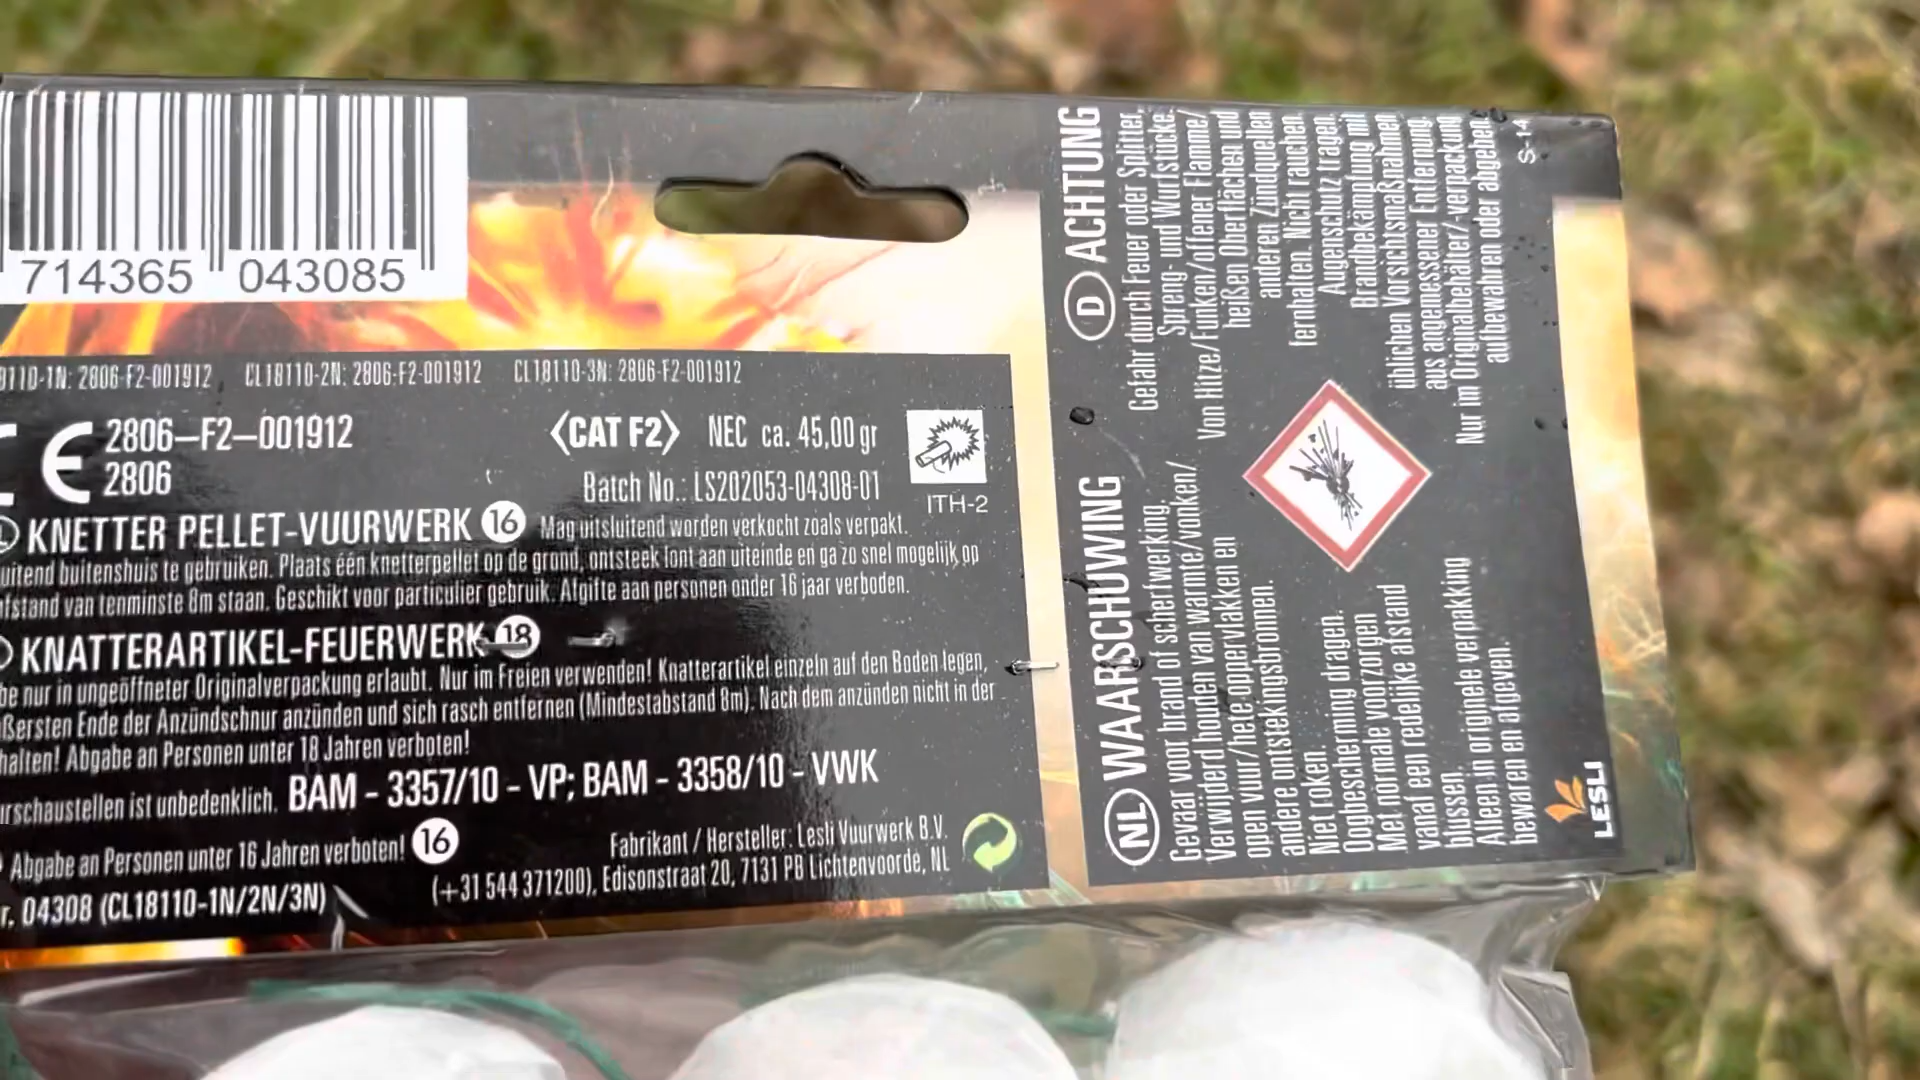 714365 043085
18110-1N: 2806-F2-001912 CL18110-2N: 2806-F2-001912 CL18110-3N: 2806-F2-001912
CE 2806–F2–001912
2806
CAT F2 NEC ca. 45,00 gr
Batch No.: LS202053-04308-01
ITH-2
KNETTER PELLET-VUURWERK 16 Mag uitsluitend worden verkocht zoals verpakt.
buitenshuis te gebruiken. Plaats één knetterpellet op de grond, ontsteek lont aan uiteinde en ga zo snel mogelijk op
afstand van tenminste 8m staan. Geschikt voor particulier gebruik. Afgifte aan personen onder 16 jaar verboden.
KNATTERARTIKEL-FEUERWERK 18
nur in ungeöffneter Originalverpackung erlaubt. Nur im Freien verwenden! Knatterartikel einzeln auf den Boden legen,
Ende der Anzündschnur anzünden und sich rasch entfernen (Mindestabstand 8m). Nach dem anzünden nicht in der
halten! Abgabe an Personen unter 18 Jahren verboten!
ist unbedenklich. BAM - 3357/10 - VP; BAM - 3358/10 - VWK
Abgabe an Personen unter 16 Jahren verboten! 16
Fabrikant / Hersteller: Lesli Vuurwerk B.V.
(+31 544 371200), Edisonstraat 20, 7131 PB Lichtenvoorde, NL
r. 04308 (CL18110-1N/2N/3N)
D ACHTUNG
Gefahr durch Feuer oder Splitter,
Spreng- und Wurfstücke.
Von Hitze/Funken/offener Flamme/
heißen Oberflächen und
anderen Zündquellen
fernhalten. Nicht rauchen.
Augenschutz tragen.
Brandbekämpfung mit
üblichen Vorsichtsmaßnahmen
aus angemessener Entfernung.
Nur im Originalbehälter/-verpackung
aufbewahren oder abgeben.
S-14
NL WAARSCHUWING
Gevaar voor brand of scherfwerking.
Verwijderd houden van warmte/vonken/
open vuur/hete oppervlakken en
andere ontstekingsbronnen.
Niet roken.
Oogbescherming dragen.
Met normale voorzorgen
vanaf een redelijke afstand
blussen.
Alleen in originele verpakking
bewaren en afgeven.
LESLI